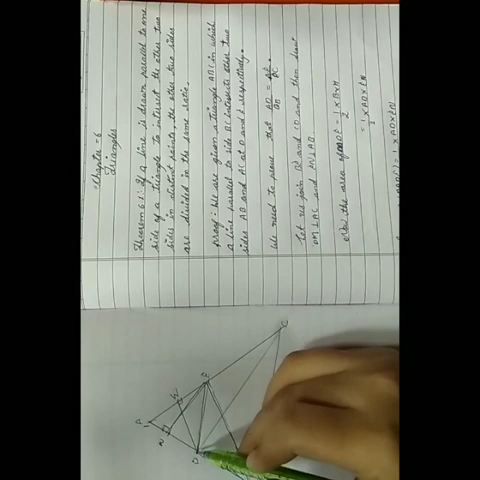 Chapter - 6
Triangles
Theorem 6.1: If a line is drawn parallel to one
side of a triangle to intersect the other two
sides in distinct points, the other two sides
are divided in the same ratio.
Proof: We are given a triangle ABC in which
a line parallel to side BC intersects other two
sides AB and AC at D and E respectively.
We need to prove that AD/DB = AE/EC.
Let us join BE and CD and then draw
DM ⊥ AC and EN ⊥ AB.
Now the area of ADE = 1/2 × B × H
= 1/2 × AD × EN
= 1 × AD × EN
A
N
M
D
E
C